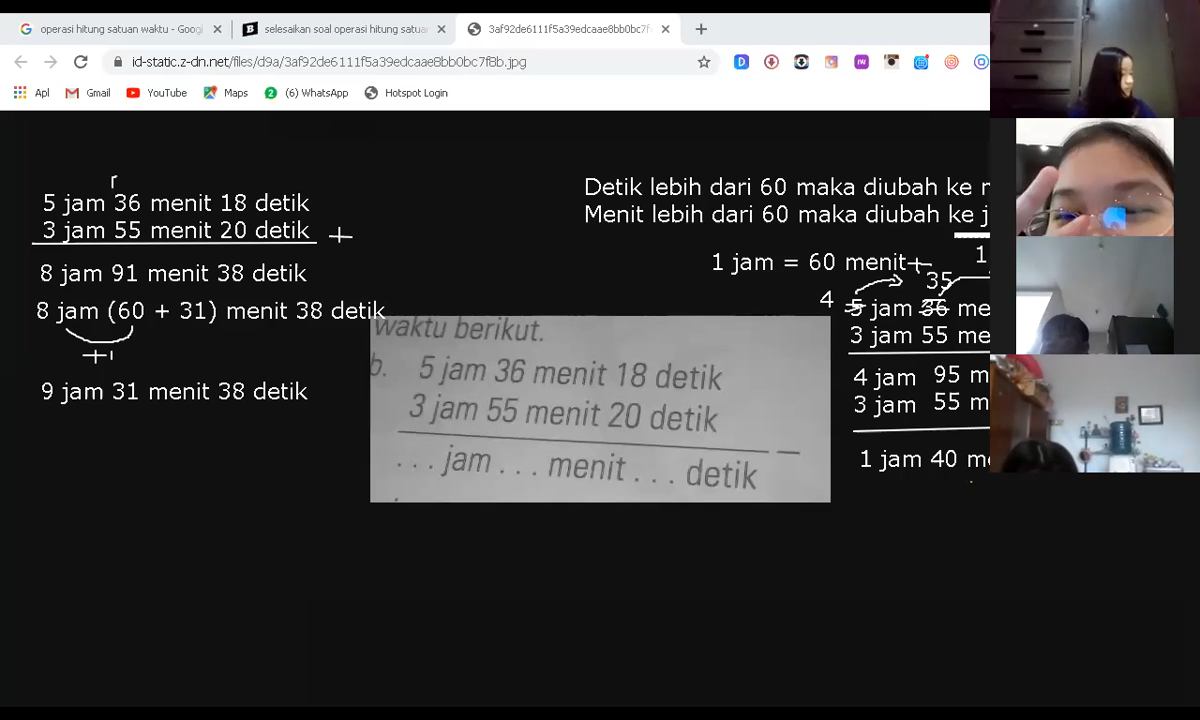 operasi hitung satuan waktu - Googl
selesaikan soal operasi hitung satuan
3af92de6111f5a39edcaae8bb0bc7f
id-static.z-dn.net/files/d9a/3af92de6111f5a39edcaae8bb0bc7f8b.jpg
Apl
Gmail
YouTube
Maps
(6) WhatsApp
Hotspot Login
5 jam 36 menit 18 detik
3 jam 55 menit 20 detik +
8 jam 91 menit 38 detik
8 jam (60 + 31) menit 38 detik
+1
9 jam 31 menit 38 detik
waktu berikut.
b. 5 jam 36 menit 18 detik
3 jam 55 menit 20 detik
. . . jam . . . menit . . . detik
Detik lebih dari 60 maka diubah ke
Menit lebih dari 60 maka diubah ke
1 jam = 60 menit+
1
35
4 5 jam 36 me
3 jam 55 me
4 jam 95 m
3 jam 55 m
1 jam 40 me